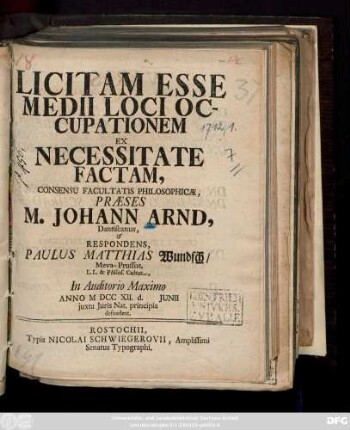 LICITAM ESSE
MEDII LOCI OC-
CUPATIONEM
EX
NECESSITATE
FACTAM,
CONSENSU FACULTATIS PHILOSOPHICÆ,
PRÆSES
M. JOHANN ARND,
&
RESPONDENS,
PAULUS MATTHIAS Wundsch/
Meva-Prussus,
In Auditorio Maximo
ANNO M DCC XII. d. JUNII
juxta Juris Nat. principia
defendent.
ROSTOCHII,
Typis NICOLAI SCHWIEGEROVII, Amplissimi
Senatus Typographi.